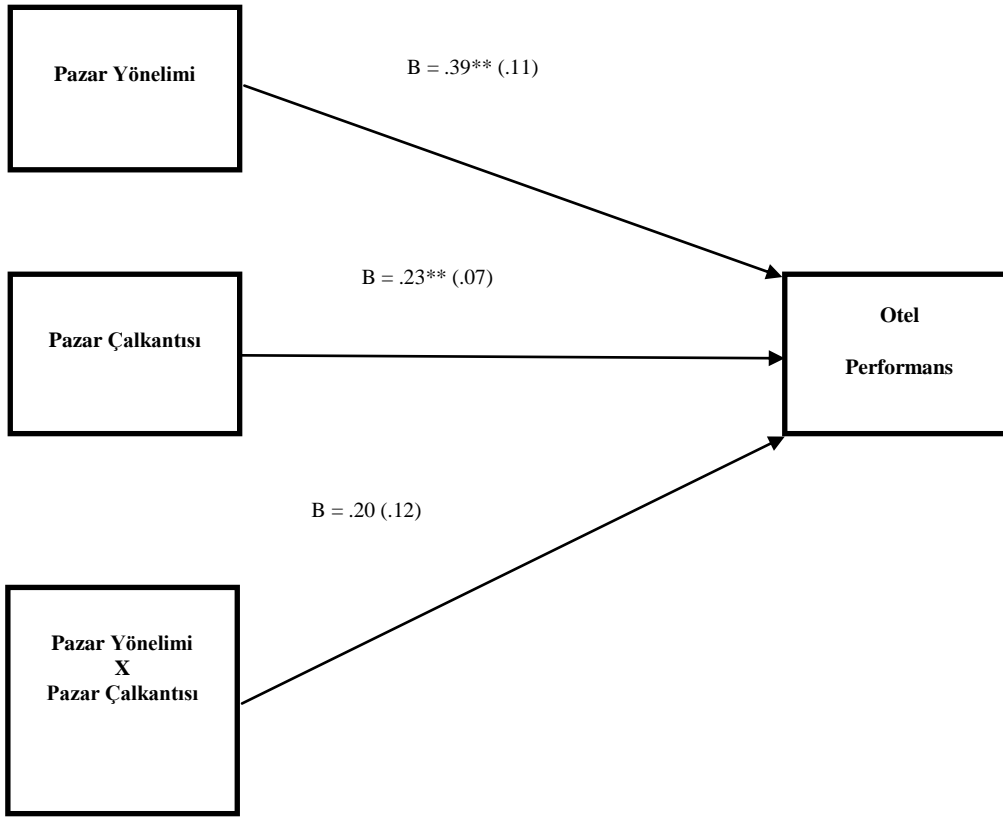 Pazar Yönelimi
B = .39** (.11)
B = .23** (.07)
Pazar Çalkantısı
Otel
Performans
B = .20 (.12)
Pazar Yönelimi
X
Pazar Çalkantısı